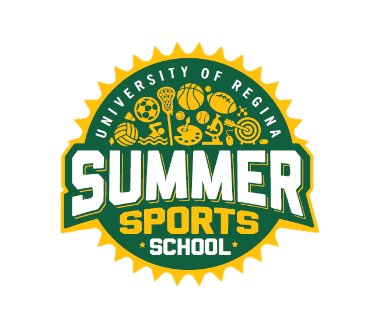 UNIVERSITY OF REGINA
SUMMER
SPORTS
SCHOOL